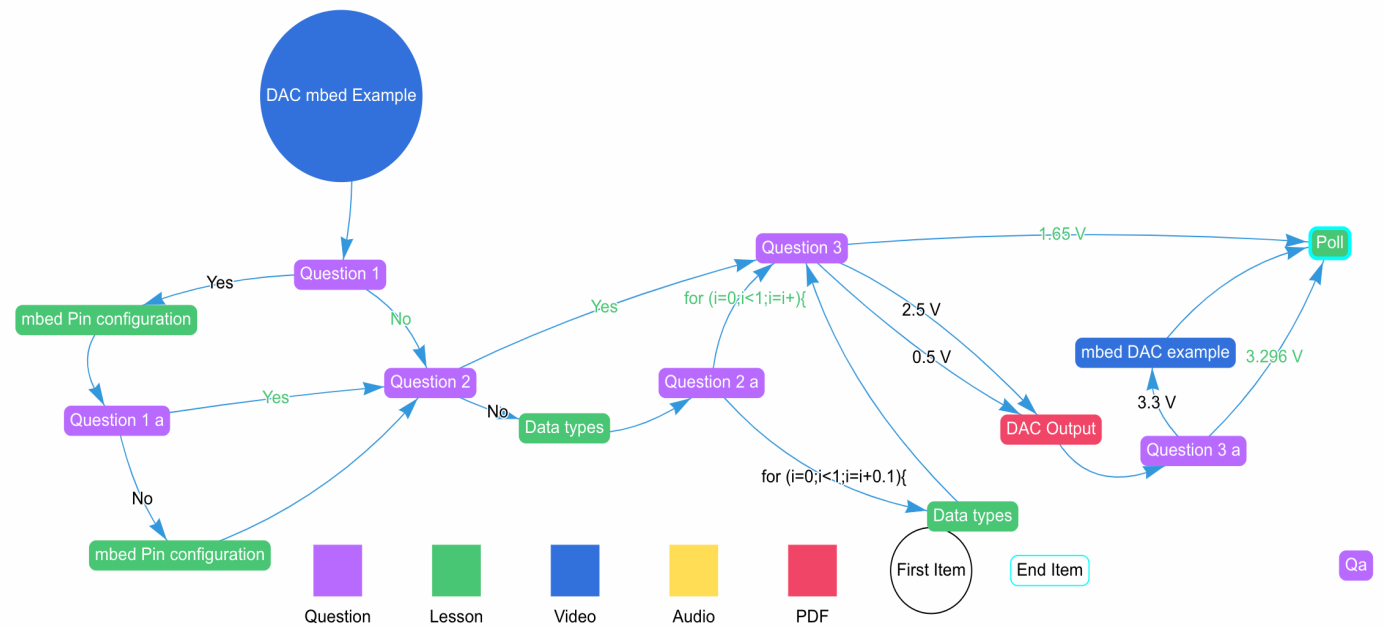 DAC mbed Example
Question 1
Yes
mbed Pin configuration
No
Question 1 a
Yes
No
mbed Pin configuration
Question 2
Yes
No
Data types
Question 2 a
for (i=0;i<1;i=i+){
for (i=0;i<1;i=i+0.1){
Data types
Question 3
1.65 V
2.5 V
0.5 V
DAC Output
Question 3 a
3.3 V
mbed DAC example
3.296 V
Poll
Question
Lesson
Video
Audio
PDF
First Item
End Item
Qa